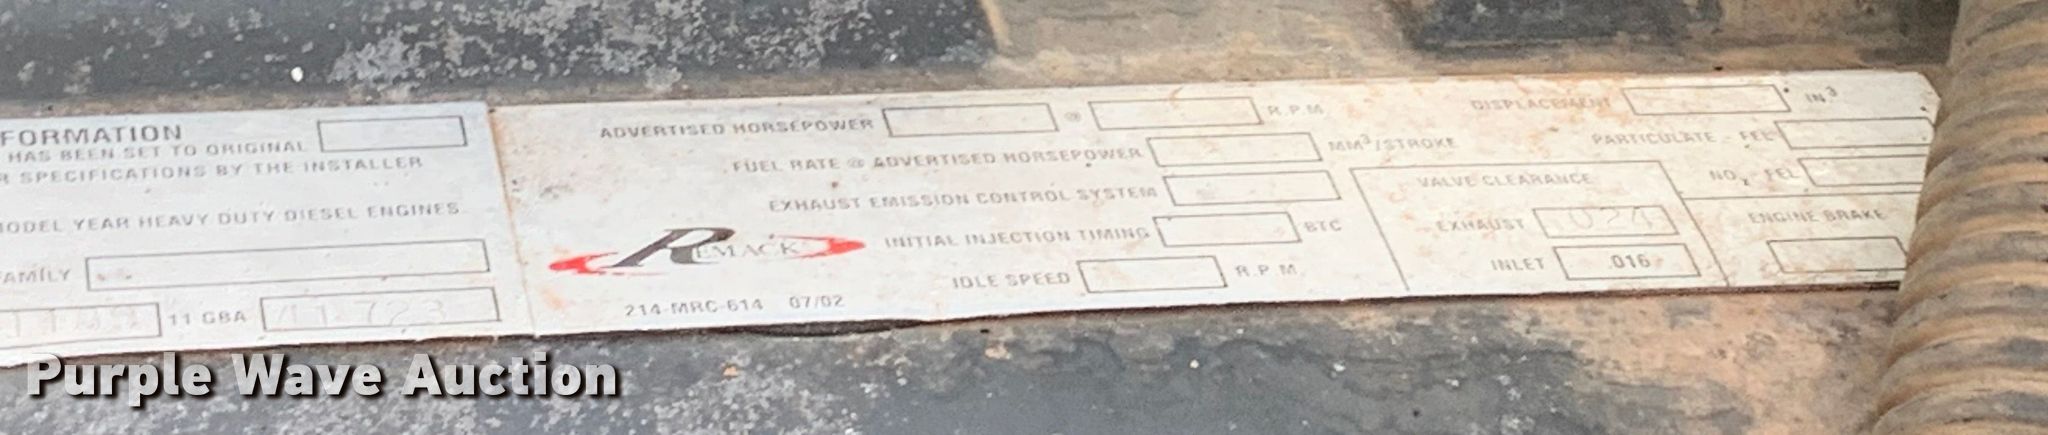 FORMATION
HAS BEEN SET TO ORIGINAL
R SPECIFICATIONS BY THE INSTALLER
MODEL YEAR HEAVY DUTY DIESEL ENGINES
FAMILY
11 GBA
ADVERTISED HORSEPOWER @ R.P.M.
FUEL RATE @ ADVERTISED HORSEPOWER MM³/STROKE
EXHAUST EMISSION CONTROL SYSTEM
INITIAL INJECTION TIMING BTC
IDLE SPEED R.P.M.
REMACK
214-MRC-614 07/02
DISPLACEMENT IN³
PARTICULATE - FEL
NOx - FEL
VALVE CLEARANCE
EXHAUST .024
INLET .016
ENGINE BRAKE
Purple Wave Auction